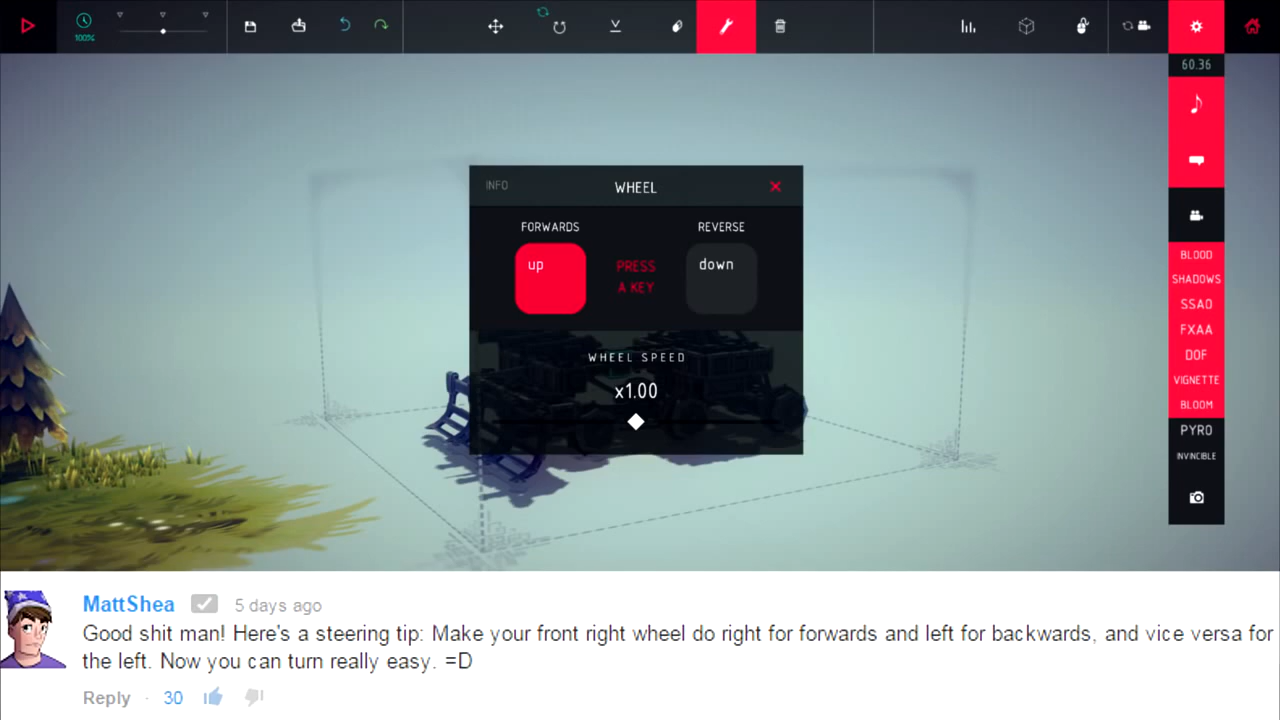 100%
60.36
INFO
WHEEL
FORWARDS
REVERSE
up
PRESS
A KEY
down
WHEEL SPEED
x1.00
BLOOD
SHADOWS
SSAO
FXAA
DOF
VIGNETTE
BLOOM
PYRO
INVINCIBLE
MattShea 5 days ago
Good shit man! Here's a steering tip: Make your front right wheel do right for forwards and left for backwards, and vice versa for
the left. Now you can turn really easy. =D
Reply · 30